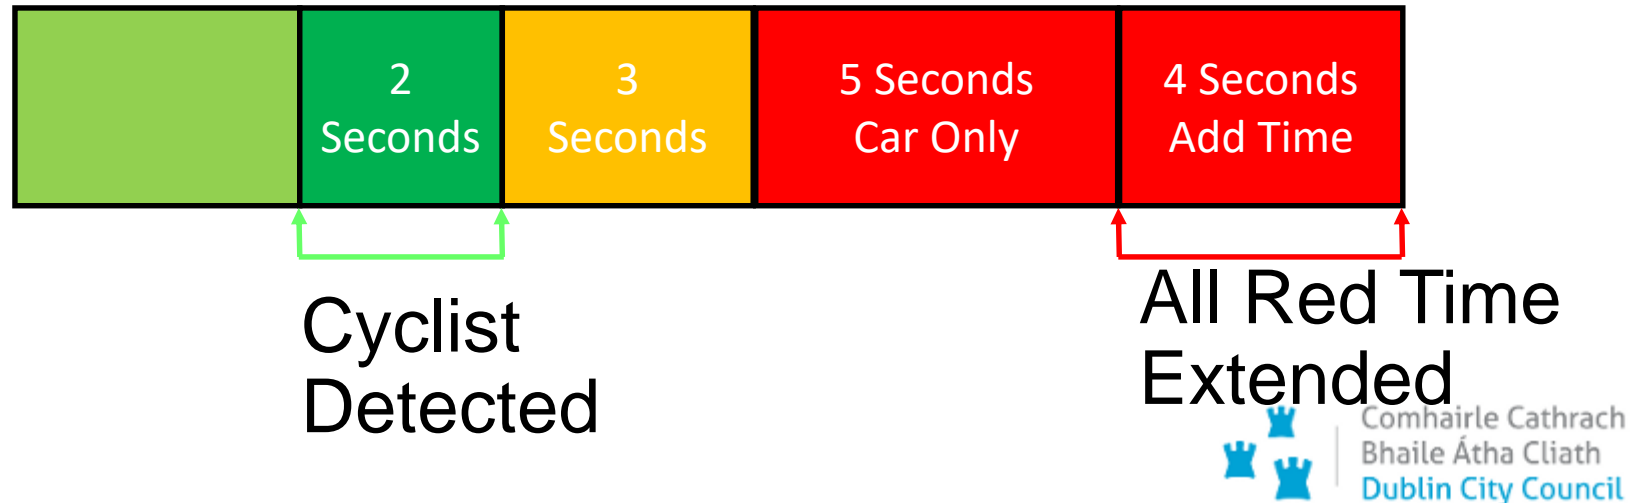 2
Seconds
3
Seconds
5 Seconds
Car Only
4 Seconds
Add Time
Cyclist
Detected
All Red Time
Extended
Comhairle Cathrach
Bhaile Átha Cliath
Dublin City Council